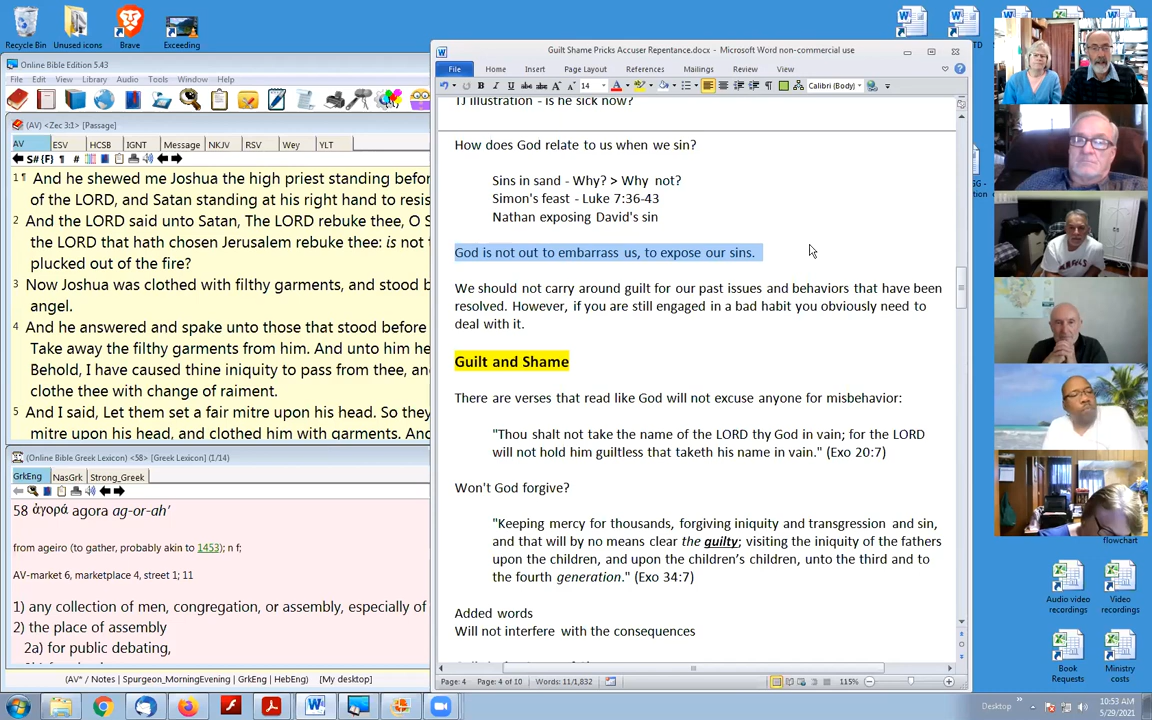 Recycle Bin
Unused icons
Brave
Exceeding
Online Bible Edition 5.43
File Edit View Library Audio Tools Window Help
(AV) <Zec 3:1> [Passage]
AV ESV HCSB IGNT Message NKJV RSV Wey YLT
S# {F} ¶ #
1 ¶ And he shewed me Joshua the high priest standing befor
of the LORD, and Satan standing at his right hand to resis
2 And the LORD said unto Satan, The LORD rebuke thee, O S
the LORD that hath chosen Jerusalem rebuke thee: is not t
plucked out of the fire?
3 Now Joshua was clothed with filthy garments, and stood b
angel.
4 And he answered and spake unto those that stood before
Take away the filthy garments from him. And unto him he
Behold, I have caused thine iniquity to pass from thee, an
clothe thee with change of raiment.
5 And I said, Let them set a fair mitre upon his head. So they
mitre upon his head, and clothed him with garments. And
(Online Bible Greek Lexicon) <58> [Greek Lexicon] (1/14)
GrkEng NasGrk Strong_Greek
58 ἀγορά agora ag-or-ah'
from ageiro (to gather, probably akin to 1453); n f;
AV-market 6, marketplace 4, street 1; 11
1) any collection of men, congregation, or assembly, especially of
2) the place of assembly
2a) for public debating,
(AV* / Notes | Spurgeon_MorningEvening | GrkEng | HebEng) [My desktop]
Guilt Shame Pricks Accuser Repentance.docx - Microsoft Word non-commercial use
File Home Insert Page Layout References Mailings Review View
14 Calibri (Body)
TJ illustration - is he sick now?
How does God relate to us when we sin?
Sins in sand - Why? > Why not?
Simon's feast - Luke 7:36-43
Nathan exposing David's sin
God is not out to embarrass us, to expose our sins.
We should not carry around guilt for our past issues and behaviors that have been
resolved. However, if you are still engaged in a bad habit you obviously need to
deal with it.
Guilt and Shame
There are verses that read like God will not excuse anyone for misbehavior:
"Thou shalt not take the name of the LORD thy God in vain; for the LORD
will not hold him guiltless that taketh his name in vain." (Exo 20:7)
Won't God forgive?
"Keeping mercy for thousands, forgiving iniquity and transgression and sin,
and that will by no means clear the guilty; visiting the iniquity of the fathers
upon the children, and upon the children's children, unto the third and to
the fourth generation." (Exo 34:7)
Added words
Will not interfere with the consequences
Page: 4 Page: 4 of 10 Words: 11/1,832 115%
flowchart
Audio video
recordings
Video
recordings
Book
Requests
Ministry
costs
Desktop
10:53 AM
5/29/2021